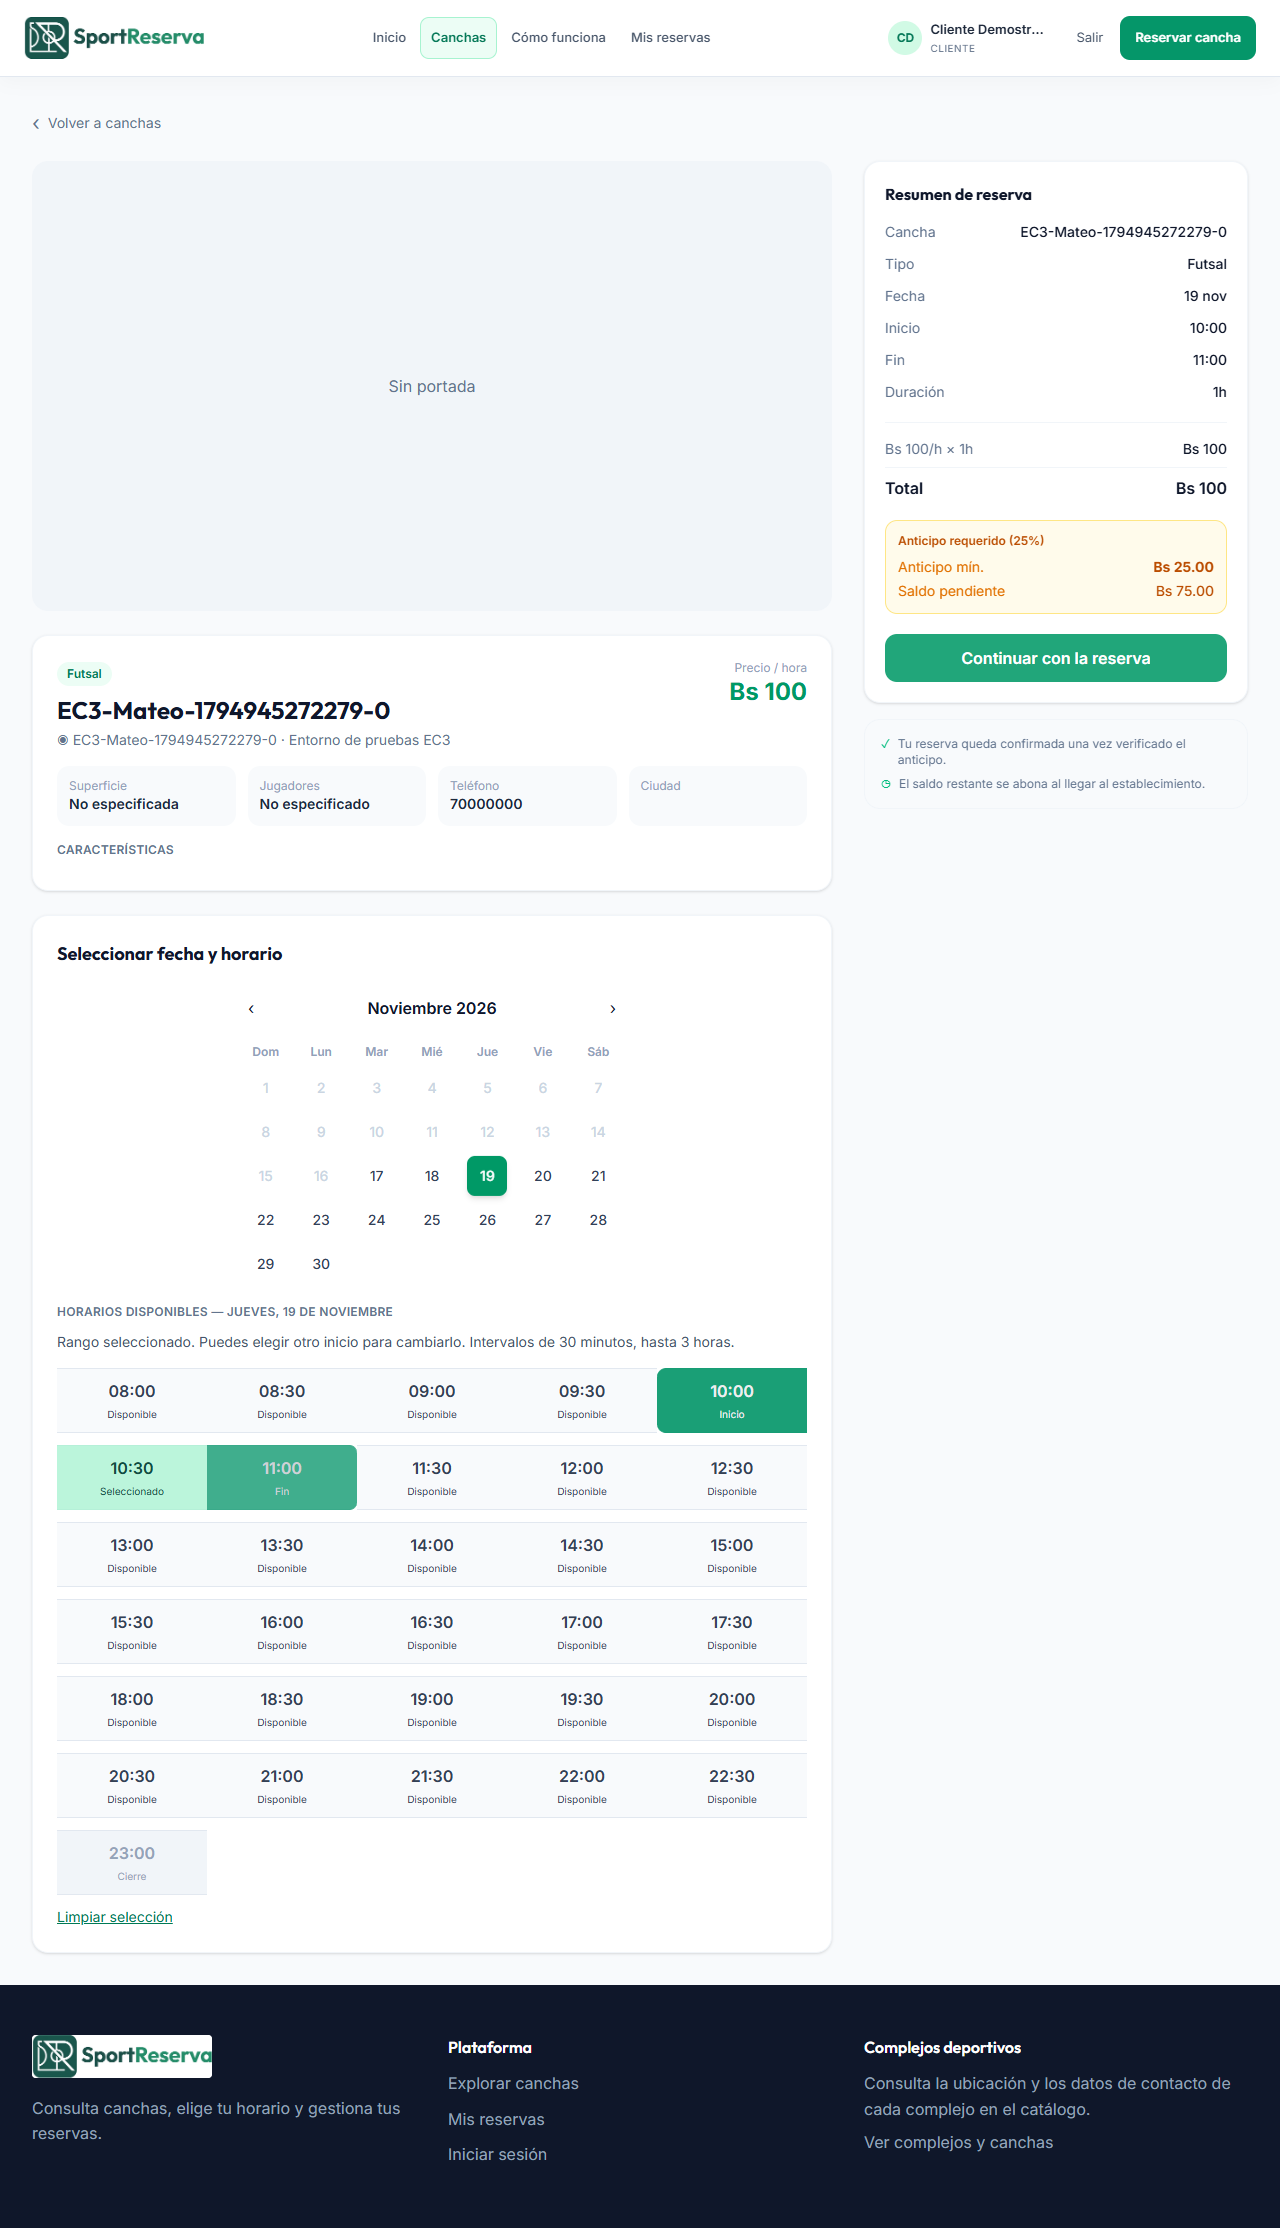 SportReserva
Inicio
Canchas
Cómo funciona
Mis reservas
CD
Cliente Demostr...
CLIENTE
Salir
Reservar cancha
‹ Volver a canchas
Sin portada
Futsal
Precio / hora
Bs 100
EC3-Mateo-1794945272279-0
◉ EC3-Mateo-1794945272279-0 · Entorno de pruebas EC3
Superficie
No especificada
Jugadores
No especificado
Teléfono
70000000
Ciudad
CARACTERÍSTICAS
Seleccionar fecha y horario
‹ Noviembre 2026 ›
Dom Lun Mar Mié Jue Vie Sáb
1 2 3 4 5 6 7
8 9 10 11 12 13 14
15 16 17 18 19 20 21
22 23 24 25 26 27 28
29 30
HORARIOS DISPONIBLES — JUEVES, 19 DE NOVIEMBRE
Rango seleccionado. Puedes elegir otro inicio para cambiarlo. Intervalos de 30 minutos, hasta 3 horas.
08:00 08:30 09:00 09:30 10:00
Disponible Disponible Disponible Disponible Inicio
10:30 11:00 11:30 12:00 12:30
Seleccionado Fin Disponible Disponible Disponible
13:00 13:30 14:00 14:30 15:00
Disponible Disponible Disponible Disponible Disponible
15:30 16:00 16:30 17:00 17:30
Disponible Disponible Disponible Disponible Disponible
18:00 18:30 19:00 19:30 20:00
Disponible Disponible Disponible Disponible Disponible
20:30 21:00 21:30 22:00 22:30
Disponible Disponible Disponible Disponible Disponible
23:00
Cierre
Limpiar selección
Resumen de reserva
Cancha EC3-Mateo-1794945272279-0
Tipo Futsal
Fecha 19 nov
Inicio 10:00
Fin 11:00
Duración 1h
Bs 100/h × 1h Bs 100
Total Bs 100
Anticipo requerido (25%)
Anticipo mín. Bs 25.00
Saldo pendiente Bs 75.00
Continuar con la reserva
✓ Tu reserva queda confirmada una vez verificado el
anticipo.
◷ El saldo restante se abona al llegar al establecimiento.
SportReserva
Consulta canchas, elige tu horario y gestiona tus
reservas.
Plataforma
Explorar canchas
Mis reservas
Iniciar sesión
Complejos deportivos
Consulta la ubicación y los datos de contacto de
cada complejo en el catálogo.
Ver complejos y canchas